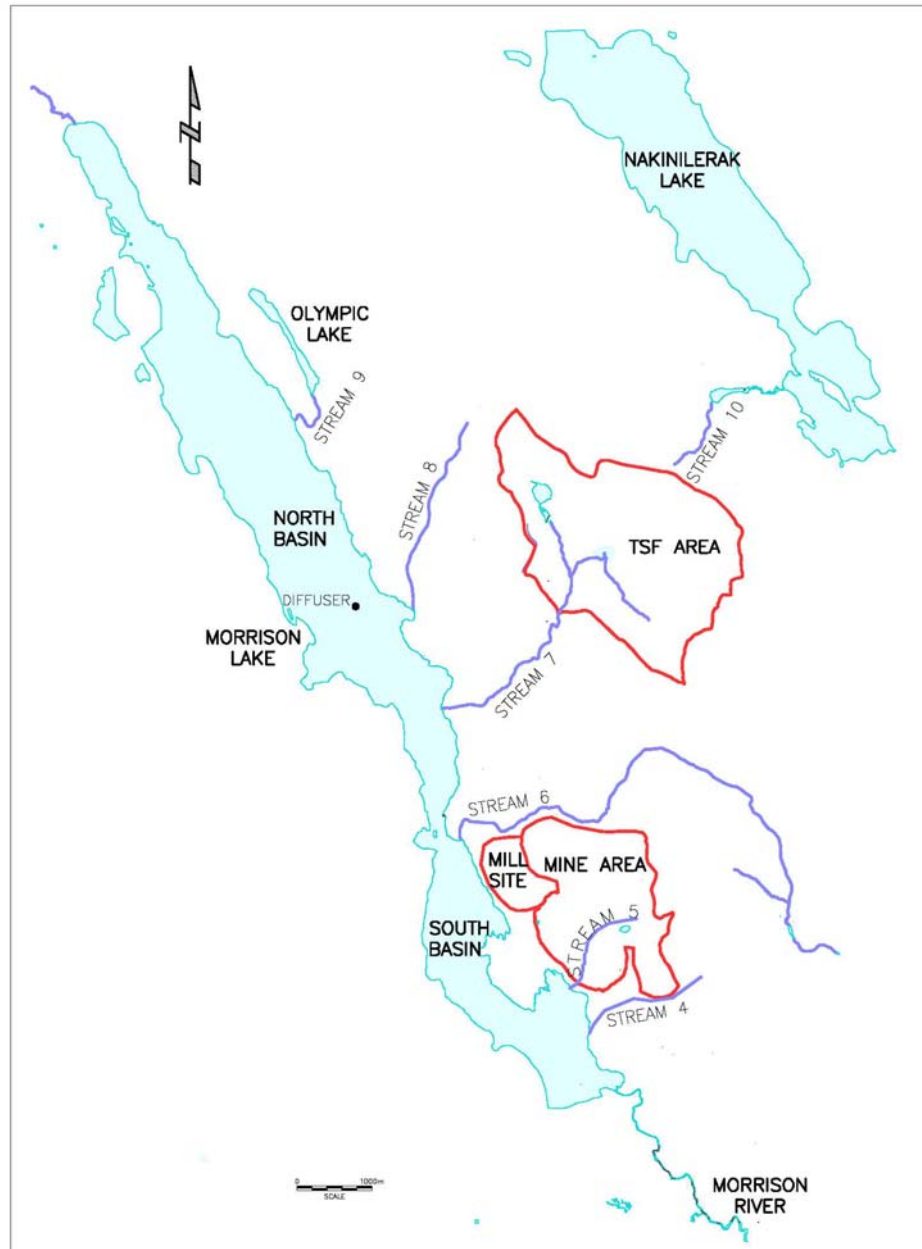 NAKINILERAK
LAKE
OLYMPIC
LAKE
STREAM 9
STREAM 10
STREAM 8
NORTH
BASIN
TSF AREA
DIFFUSER
MORRISON
LAKE
STREAM 7
STREAM 6
MILL
SITE
MINE AREA
SOUTH
BASIN
STREAM 5
STREAM 4
0
1000m
SCALE
MORRISON
RIVER